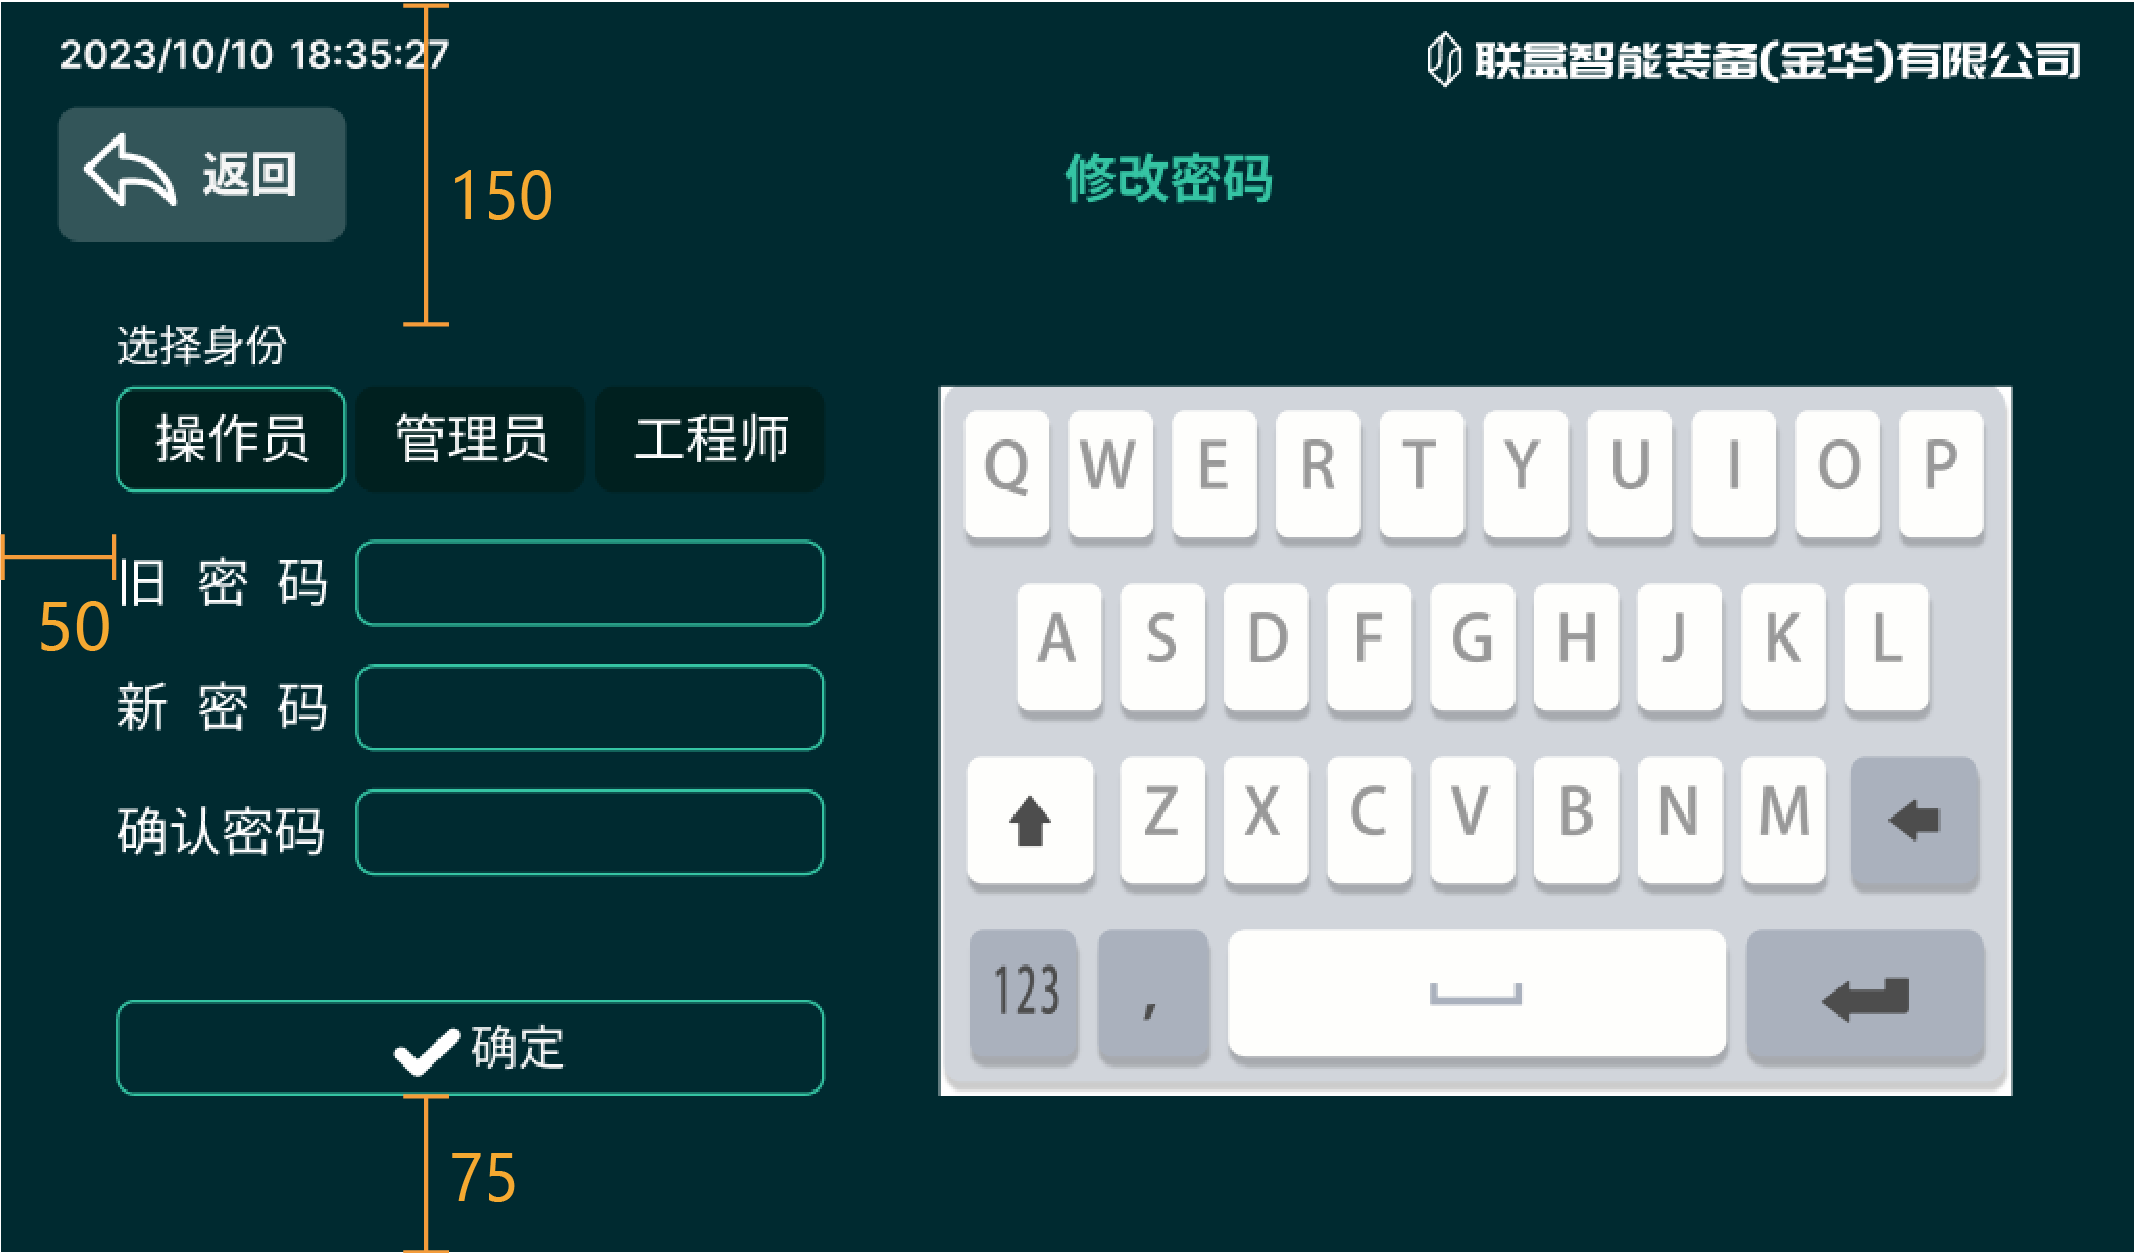 2023/10/10 18:35:27
联盒智能装备(金华)有限公司
返回
150
修改密码
选择身份
操作员 管理员 工程师
旧 密 码
50
新 密 码
确认密码
确定
75
Q W E R T Y U I O P
A S D F G H J K L
Z X C V B N M
123 ,